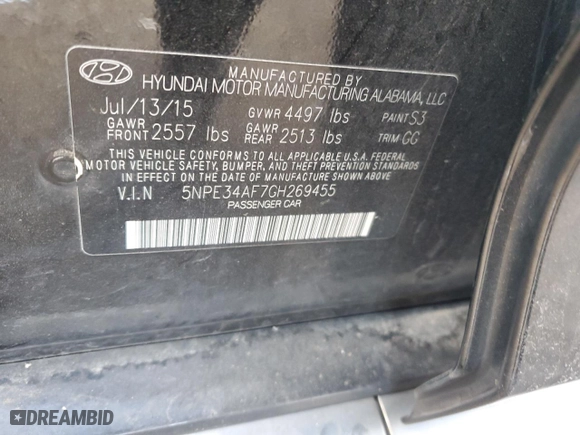 MANUFACTURED BY
HYUNDAI MOTOR MANUFACTURING ALABAMA, LLC
Jul/13/15 GVWR 4497 lbs PAINT S3
GAWR FRONT 2557 lbs GAWR REAR 2513 lbs TRIM GG
THIS VEHICLE CONFORMS TO ALL APPLICABLE U.S.A. FEDERAL
MOTOR VEHICLE SAFETY, BUMPER, AND THEFT PREVENTION
STANDARDS IN EFFECT ON THE DATE OF MANUFACTURE SHOWN ABOVE.
V.I.N 5NPE34AF7GH269455
PASSENGER CAR
DREAMBID